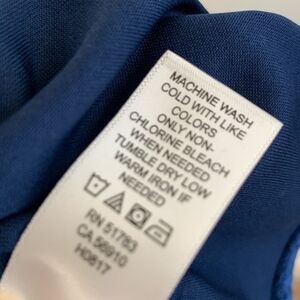 MACHINE WASH
COLD WITH LIKE
COLORS
ONLY NON-
CHLORINE BLEACH
WHEN NEEDED
TUMBLE DRY LOW
WARM IRON IF
NEEDED
RN 51783
CA 56910
H0817